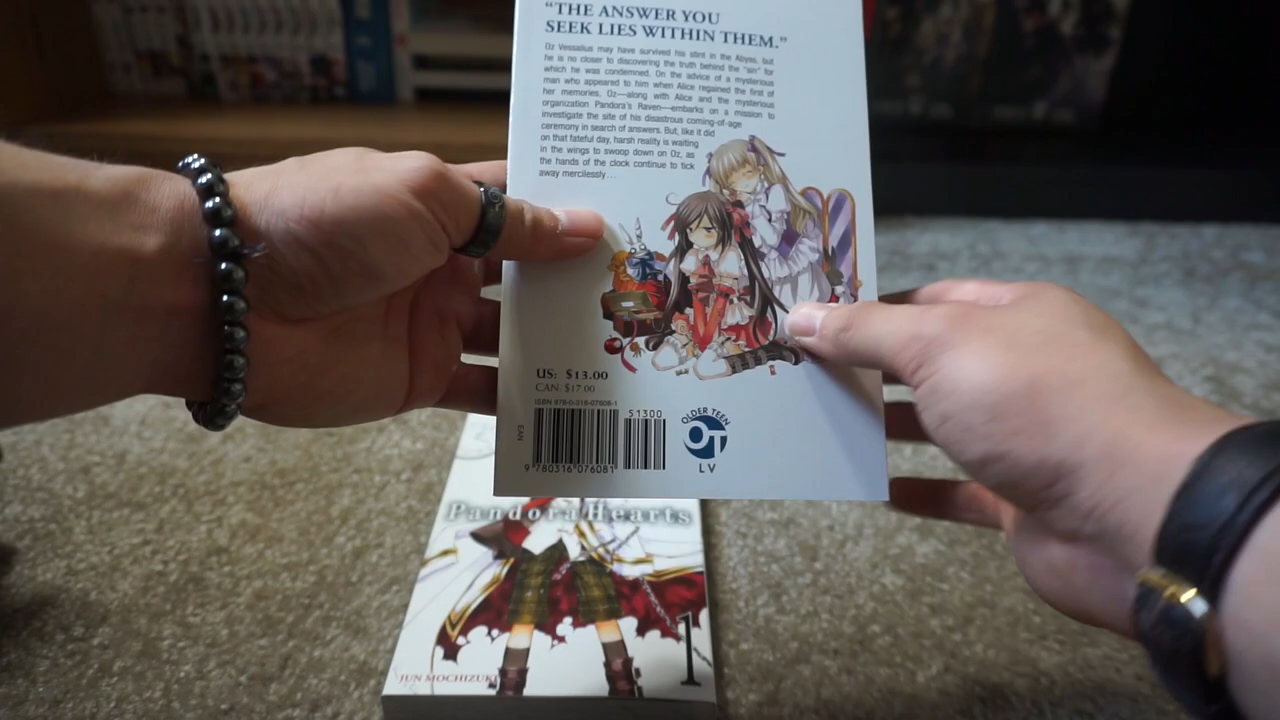 “THE ANSWER YOU
SEEK LIES WITHIN THEM.”
Oz Vessalius may have survived his stint in the Abyss, but
he is no closer to discovering the truth behind the “sin” for
which he was condemned. On the advice of a mysterious
man who appeared to him when Alice regained the first of
her memories, Oz—along with Alice and the mysterious
organization Pandora’s Raven—embarks on a mission to
investigate the site of his disastrous coming-of-age
ceremony in search of answers. But, like it did
on that fateful day, harsh reality is waiting
in the wings to swoop down on Oz, as
the hands of the clock continue to tick
away mercilessly...
US: $13.00
CAN: $17.00
ISBN 978-0-316-07608-1
51300
EAN
9 780316 076081
OLDER TEEN
OT
LV
PandoraHearts
1
JUN MOCHIZUKI